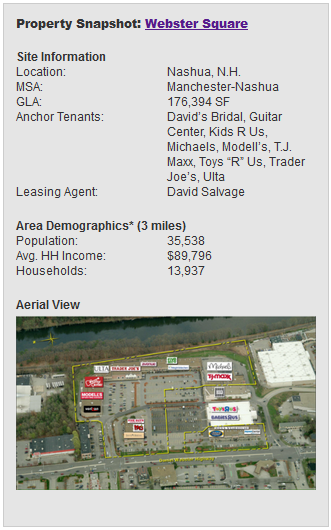 Property Snapshot: Webster Square
Site Information
Location: Nashua, N.H.
MSA: Manchester-Nashua
GLA: 176,394 SF
Anchor Tenants: David's Bridal, Guitar
Center, Kids R Us,
Michaels, Modell's, T.J.
Maxx, Toys “R” Us, Trader
Joe's, Ulta
Leasing Agent: David Salvage
Area Demographics* (3 miles)
Population: 35,538
Avg. HH Income: $89,796
Households: 13,937
Aerial View
ULTA TRADER JOE'S
Michaels
T.J.maxx
MODELL'S
TOYS R US
BABIES R US